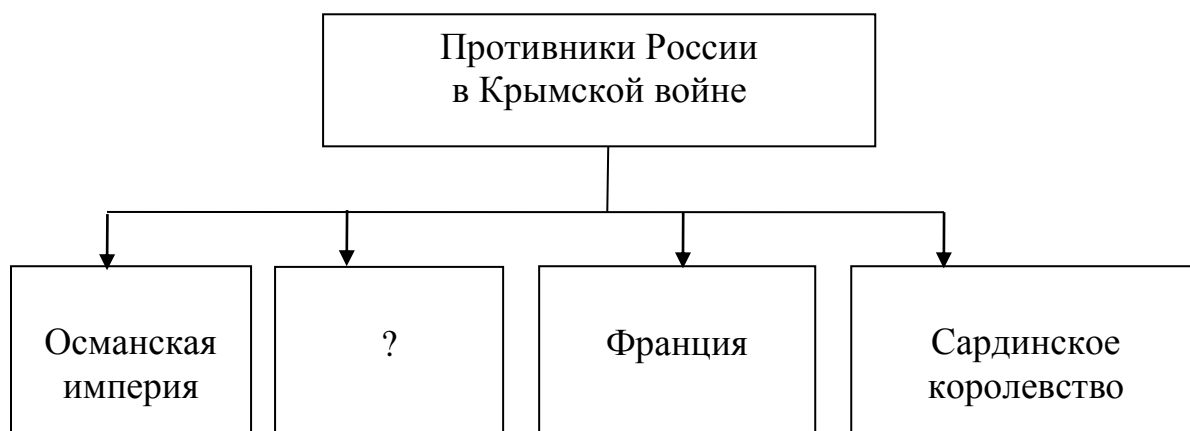 Противники России
в Крымской войне
Османская
империя
?
Франция
Сардинское
королевство